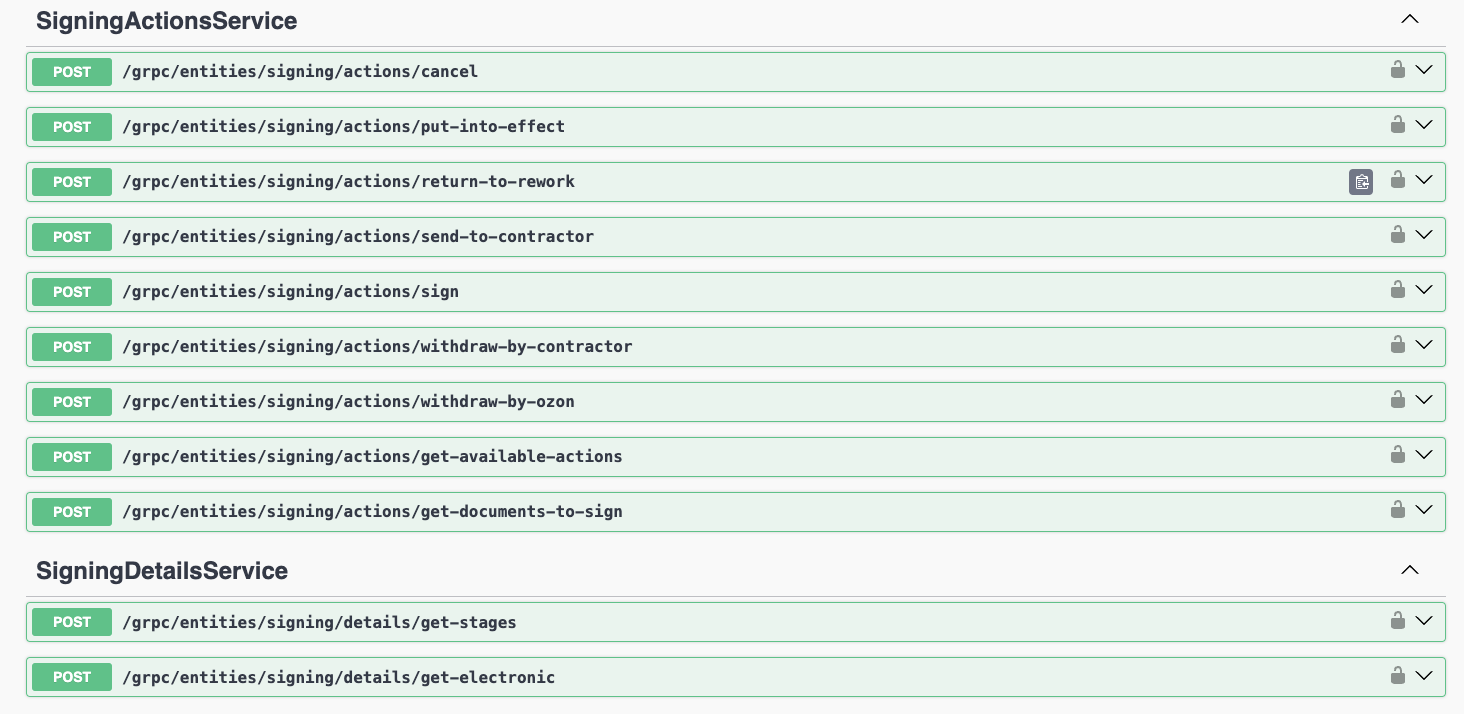 SigningActionsService
POST /grpc/entities/signing/actions/cancel
POST /grpc/entities/signing/actions/put-into-effect
POST /grpc/entities/signing/actions/return-to-rework
POST /grpc/entities/signing/actions/send-to-contractor
POST /grpc/entities/signing/actions/sign
POST /grpc/entities/signing/actions/withdraw-by-contractor
POST /grpc/entities/signing/actions/withdraw-by-ozon
POST /grpc/entities/signing/actions/get-available-actions
POST /grpc/entities/signing/actions/get-documents-to-sign
SigningDetailsService
POST /grpc/entities/signing/details/get-stages
POST /grpc/entities/signing/details/get-electronic